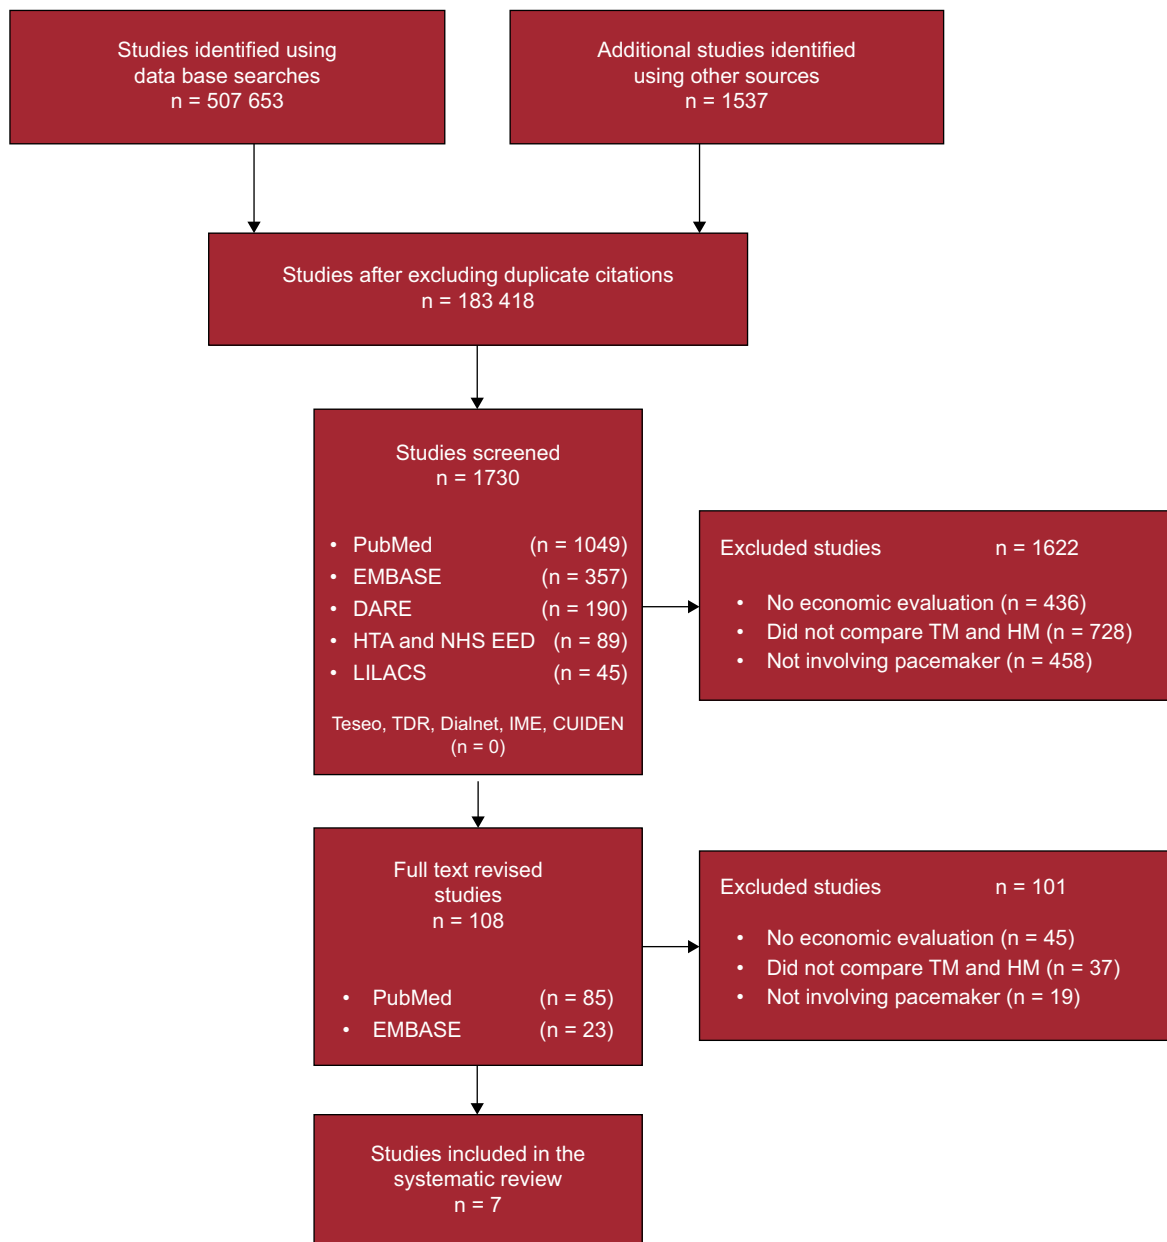 Studies identified using
data base searches
n = 507 653
Additional studies identified
using other sources
n = 1537
Studies after excluding duplicate citations
n = 183 418
Studies screened
n = 1730
• PubMed (n = 1049)
• EMBASE (n = 357)
• DARE (n = 190)
• HTA and NHS EED (n = 89)
• LILACS (n = 45)
Teseo, TDR, Dialnet, IME, CUIDEN
(n = 0)
Excluded studies n = 1622
• No economic evaluation (n = 436)
• Did not compare TM and HM (n = 728)
• Not involving pacemaker (n = 458)
Full text revised
studies
n = 108
• PubMed (n = 85)
• EMBASE (n = 23)
Excluded studies n = 101
• No economic evaluation (n = 45)
• Did not compare TM and HM (n = 37)
• Not involving pacemaker (n = 19)
Studies included in the
systematic review
n = 7